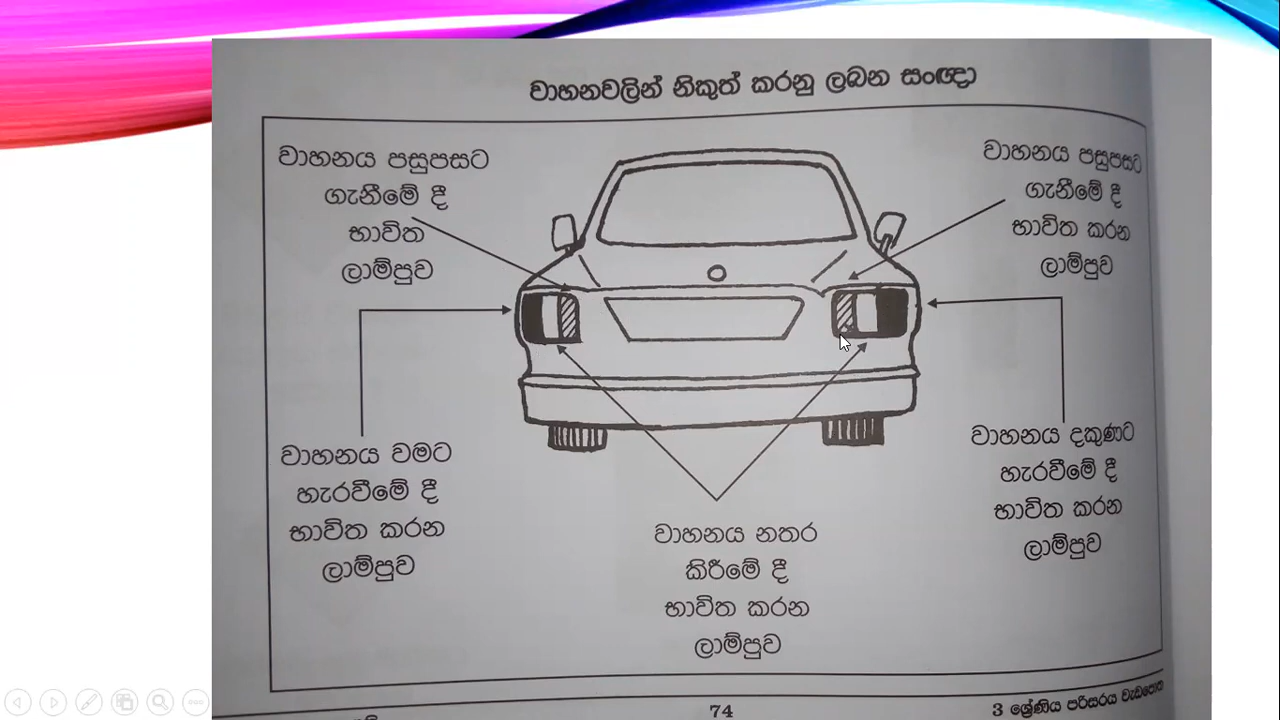 වාහනවලින් නිකුත් කරනු ලබන සංඥා
වාහනය පසුපසට
ගැනීමේ දී
භාවිත
ලාම්පුව
වාහනය පසුපසට
ගැනීමේ දී
භාවිත කරන
ලාම්පුව
වාහනය වමට
හැරවීමේ දී
භාවිත කරන
ලාම්පුව
වාහනය නතර
කිරීමේ දී
භාවිත කරන
ලාම්පුව
වාහනය දකුණට
හැරවීමේ දී
භාවිත කරන
ලාම්පුව
74
3 ශ්‍රේණිය පරිසරය වැඩපොත